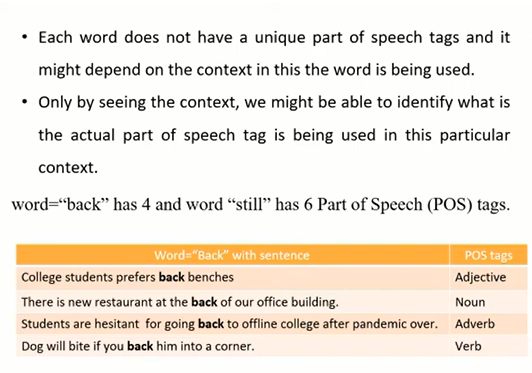 • Each word does not have a unique part of speech tags and it
might depend on the context in this the word is being used.
• Only by seeing the context, we might be able to identify what is
the actual part of speech tag is being used in this particular
context.
word=“back” has 4 and word “still” has 6 Part of Speech (POS) tags.
Word=“Back” with sentence POS tags
College students prefers back benches Adjective
There is new restaurant at the back of our office building. Noun
Students are hesitant for going back to offline college after pandemic over. Adverb
Dog will bite if you back him into a corner. Verb